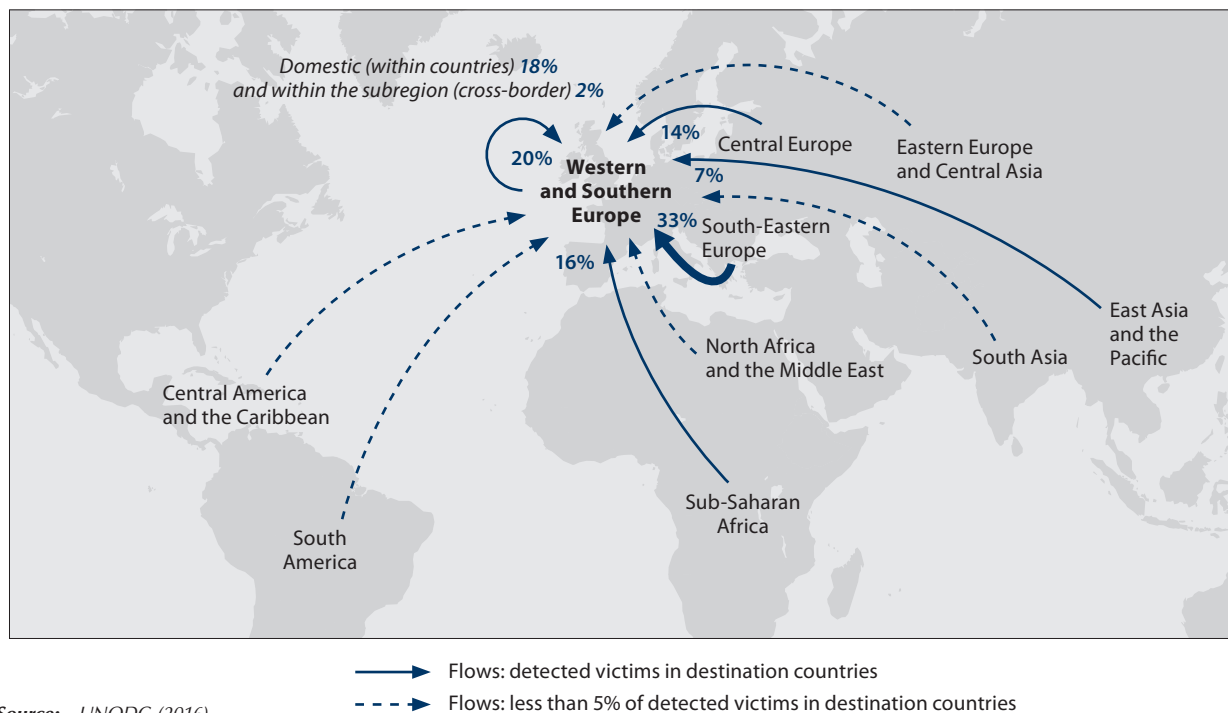 Domestic (within countries) 18%
and within the subregion (cross-border) 2%
14%
Central Europe
Eastern Europe
and Central Asia
20%
Western
and Southern
Europe
7%
33%
South-Eastern
Europe
16%
East Asia
and the
Pacific
North Africa
and the Middle East
South Asia
Central America
and the Caribbean
Sub-Saharan
Africa
South
America
Flows: detected victims in destination countries
Flows: less than 5% of detected victims in destination countries
Source: UNODC (2016)